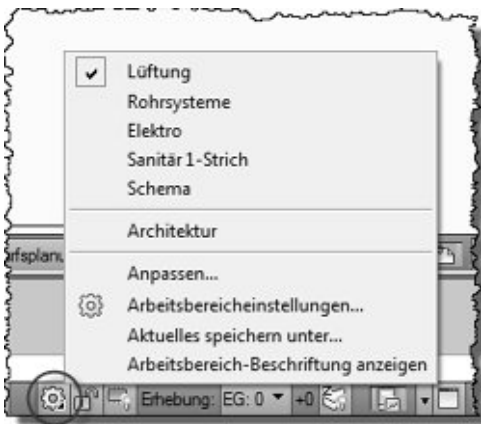 Lüftung
Rohrsysteme
Elektro
Sanitär 1-Strich
Schema
Architektur
Anpassen...
Arbeitsbereicheinstellungen...
Aktuelles speichern unter...
Arbeitsbereich-Beschriftung anzeigen
Erhebung: EG: 0 +0